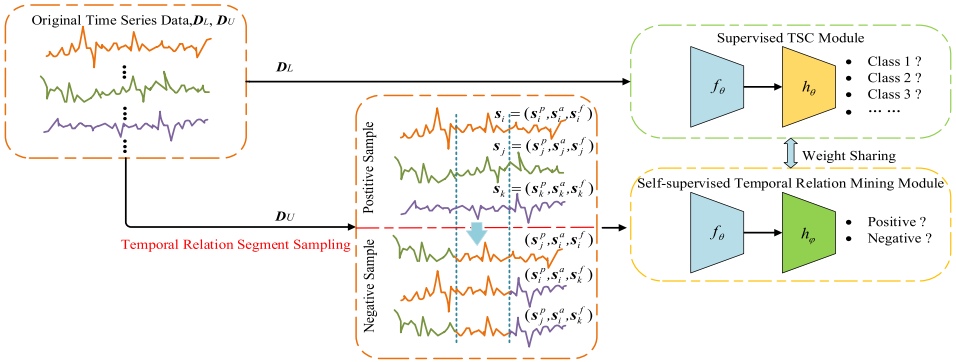 Original Time Series Data,D_L, D_U
D_L
D_U
Temporal Relation Segment Sampling
Postitive Sample
s_i = (s_i^p,s_i^a,s_i^f)
s_j = (s_j^p,s_j^a,s_j^f)
s_k = (s_k^p,s_k^a,s_k^f)
Negative Sample
(s_j^p,s_i^a,s_i^f)
(s_i^p,s_i^a,s_k^f)
(s_j^p,s_i^a,s_k^f)
Supervised TSC Module
f_θ
h_θ
• Class 1 ?
• Class 2 ?
• Class 3 ?
• … …
Weight Sharing
Self-supervised Temporal Relation Mining Module
f_θ
h_φ
• Positive ?
• Negative ?